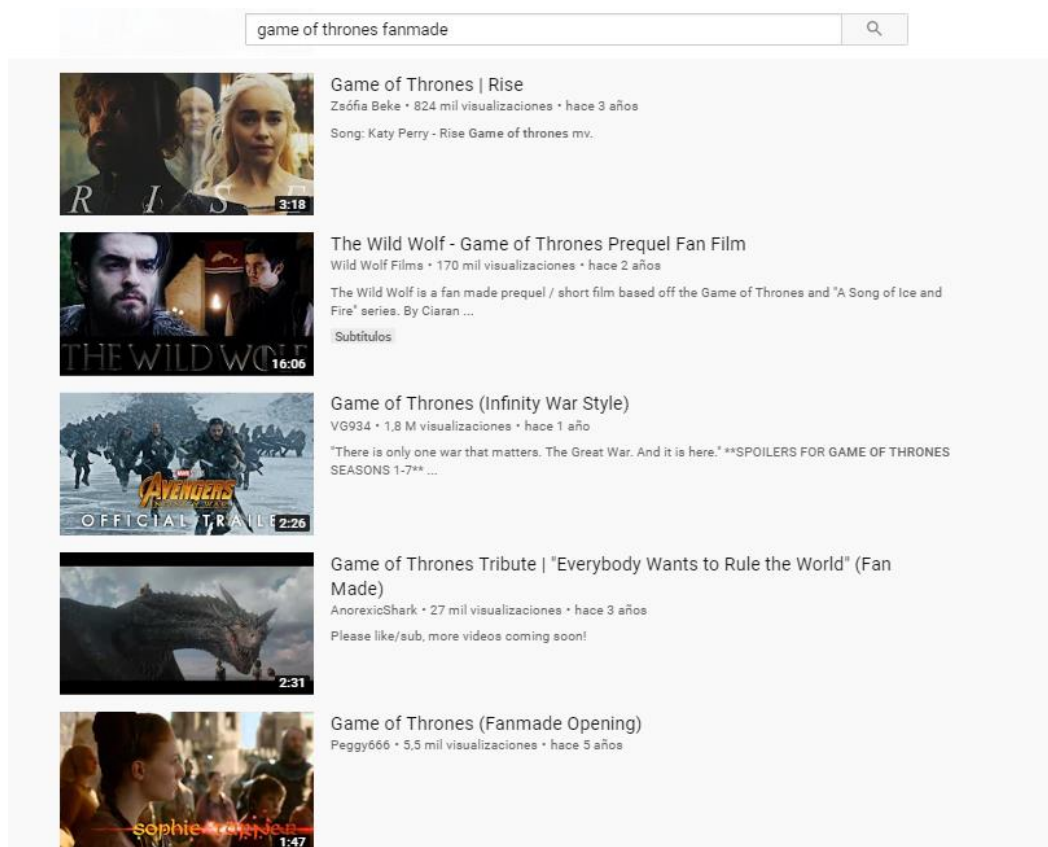 game of thrones fanmade
Game of Thrones | Rise
Zsófia Beke • 824 mil visualizaciones • hace 3 años
Song: Katy Perry - Rise Game of thrones mv.
R I S E
3:18
The Wild Wolf - Game of Thrones Prequel Fan Film
Wild Wolf Films • 170 mil visualizaciones • hace 2 años
The Wild Wolf is a fan made prequel / short film based off the Game of Thrones and "A Song of Ice and
Fire" series. By Ciaran ...
Subtítulos
THE WILD WOLF
16:06
Game of Thrones (Infinity War Style)
VG934 • 1,8 M visualizaciones • hace 1 año
"There is only one war that matters. The Great War. And it is here." **SPOILERS FOR GAME OF THRONES
SEASONS 1-7** ...
MARVEL
AVENGERS
INFINITY WAR
OFFICIAL TRAILE
2:26
Game of Thrones Tribute | "Everybody Wants to Rule the World" (Fan
Made)
AnorexicShark • 27 mil visualizaciones • hace 3 años
Please like/sub, more videos coming soon!
2:31
Game of Thrones (Fanmade Opening)
Peggy666 • 5,5 mil visualizaciones • hace 5 años
sophie turner
1:47